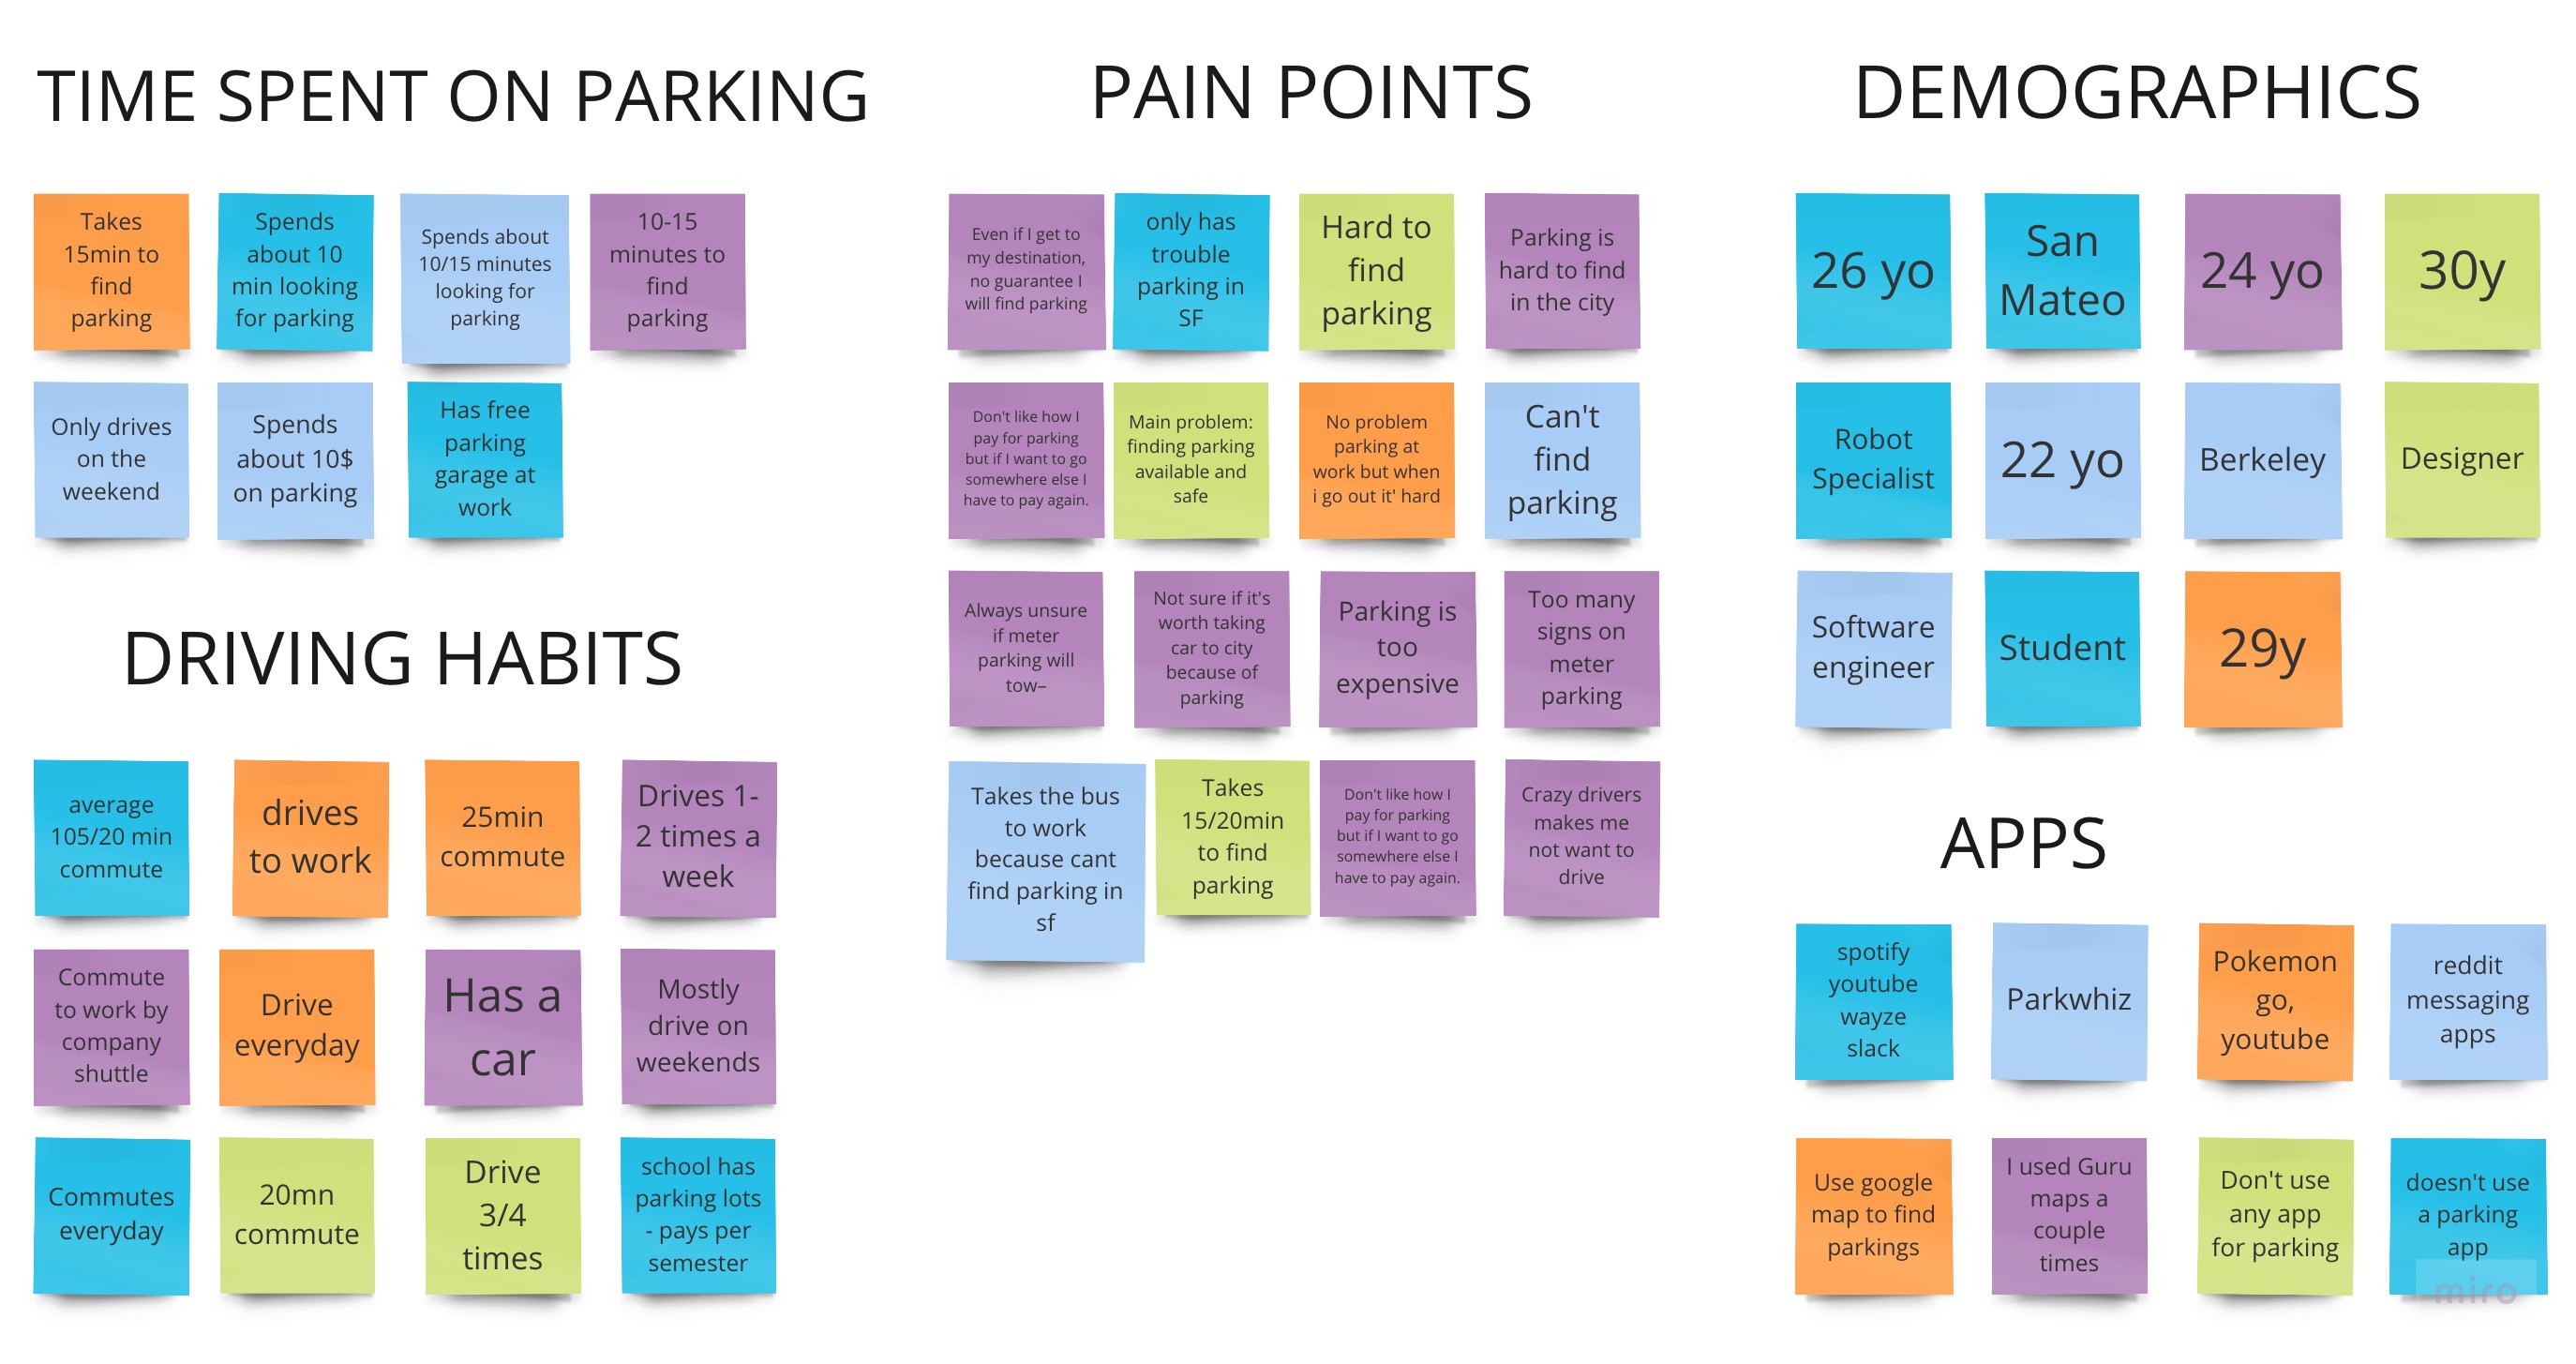 TIME SPENT ON PARKING
Takes
15min to
find
parking
Spends
about 10
min looking
for parking
Spends about
10/15 minutes
looking for
parking
10-15
minutes to
find
parking
Only drives
on the
weekend
Spends
about 10$
on parking
Has free
parking
garage at
work
DRIVING HABITS
average
105/20 min
commute
drives
to work
25min
commute
Drives 1-
2 times a
week
Commute
to work by
company
shuttle
Drive
everyday
Has a
car
Mostly
drive on
weekends
Commutes
everyday
20mn
commute
Drive
3/4
times
school has
parking lots
- pays per
semester
PAIN POINTS
Even if I get to
my destination,
no guarantee I
will find parking
only has
trouble
parking in
SF
Hard to
find
parking
Parking is
hard to find
in the city
Don't like how I
pay for parking
but if I want to go
somewhere else I
have to pay again.
Main problem:
finding parking
available and
safe
No problem
parking at
work but when
i go out it' hard
Can't
find
parking
Always unsure
if meter
parking will
tow–
Not sure if it's
worth taking
car to city
because of
parking
Parking is
too
expensive
Too many
signs on
meter
parking
Takes the bus
to work
because cant
find parking in
sf
Takes
15/20min
to find
parking
Don't like how I
pay for parking
but if I want to go
somewhere else I
have to pay again.
Crazy drivers
makes me
not want to
drive
DEMOGRAPHICS
26 yo
San
Mateo
24 yo
30y
Robot
Specialist
22 yo
Berkeley
Designer
Software
engineer
Student
29y
APPS
spotify
youtube
wayze
slack
Parkwhiz
Pokemon
go,
youtube
reddit
messaging
apps
Use google
map to find
parkings
I used Guru
maps a
couple
times
Don't use
any app
for parking
doesn't use
a parking
app
miro